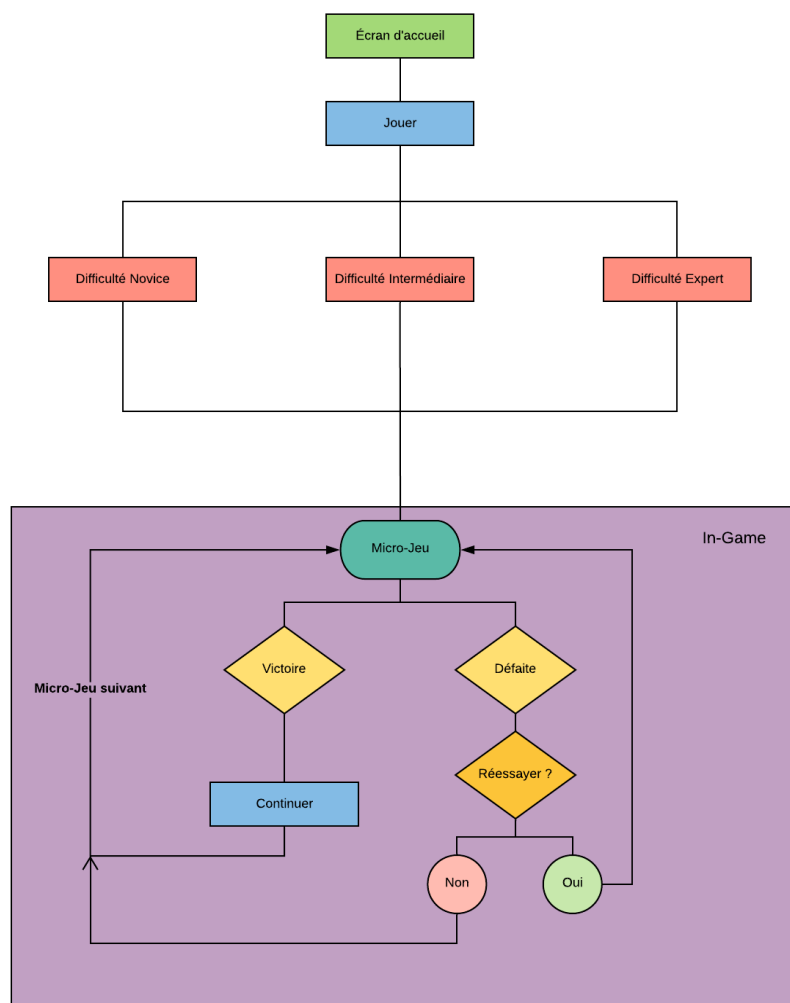 Écran d'accueil
Jouer
Difficulté Novice
Difficulté Intermédiaire
Difficulté Expert
In-Game
Micro-Jeu
Victoire
Défaite
Micro-Jeu suivant
Réessayer ?
Continuer
Non
Oui